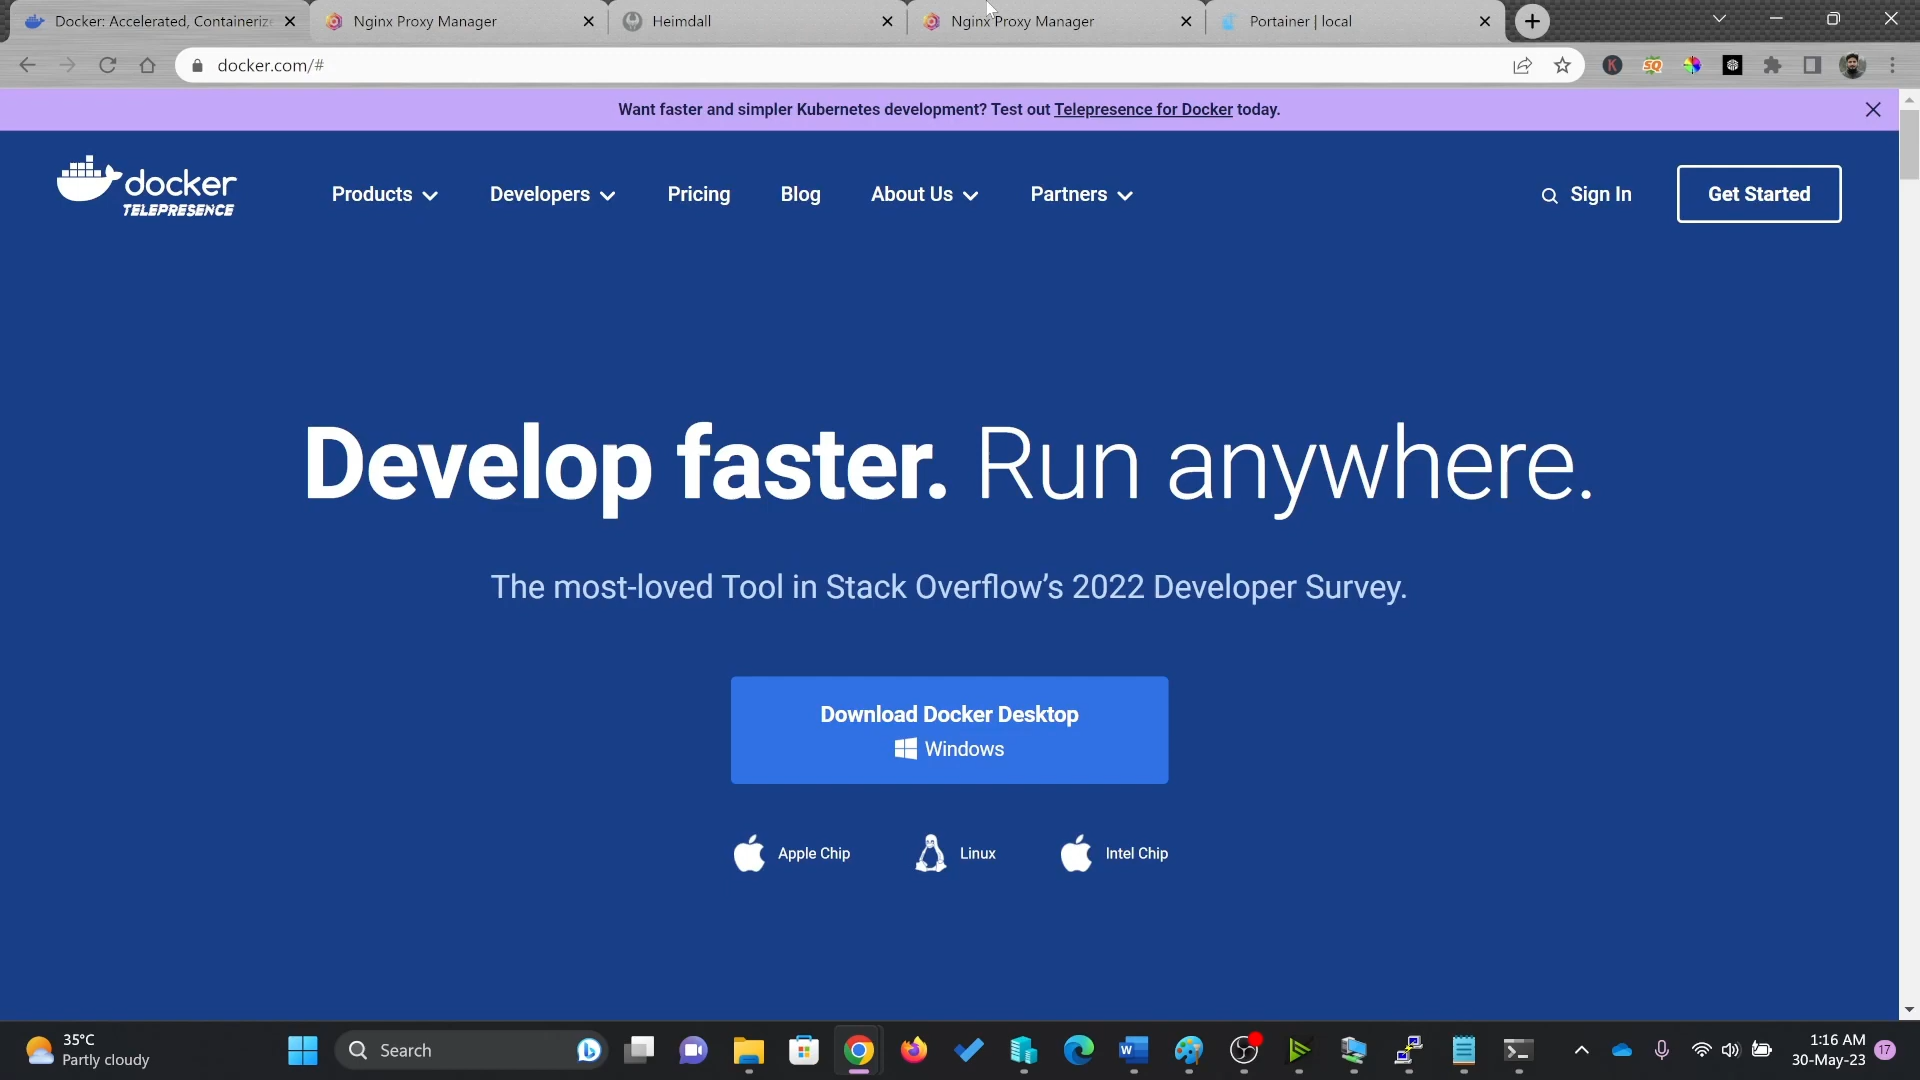 Docker: Accelerated, Containerize
Nginx Proxy Manager
Heimdall
Nginx Proxy Manager
Portainer | local
docker.com/#
Want faster and simpler Kubernetes development? Test out Telepresence for Docker today.
docker
TELEPRESENCE
Products
Developers
Pricing
Blog
About Us
Partners
Sign In
Get Started
Develop faster. Run anywhere.
The most-loved Tool in Stack Overflow’s 2022 Developer Survey.
Download Docker Desktop
Windows
Apple Chip
Linux
Intel Chip
35°C
Partly cloudy
Search
1:16 AM
30-May-23
17